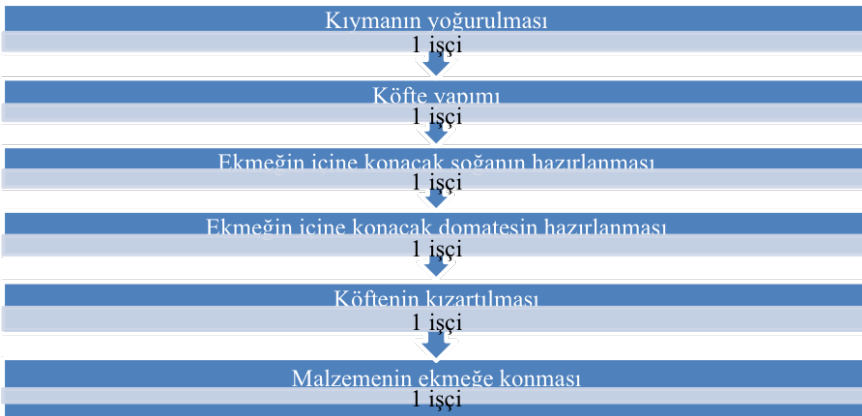 Kıymanın yoğurulması
1 işçi
Köfte yapımı
1 işçi
Ekmeğin içine konacak soğanın hazırlanması
1 işçi
Ekmeğin içine konacak domatesin hazırlanması
1 işçi
Köftenin kızartılması
1 işçi
Malzemenin ekmeğe konması
1 işçi